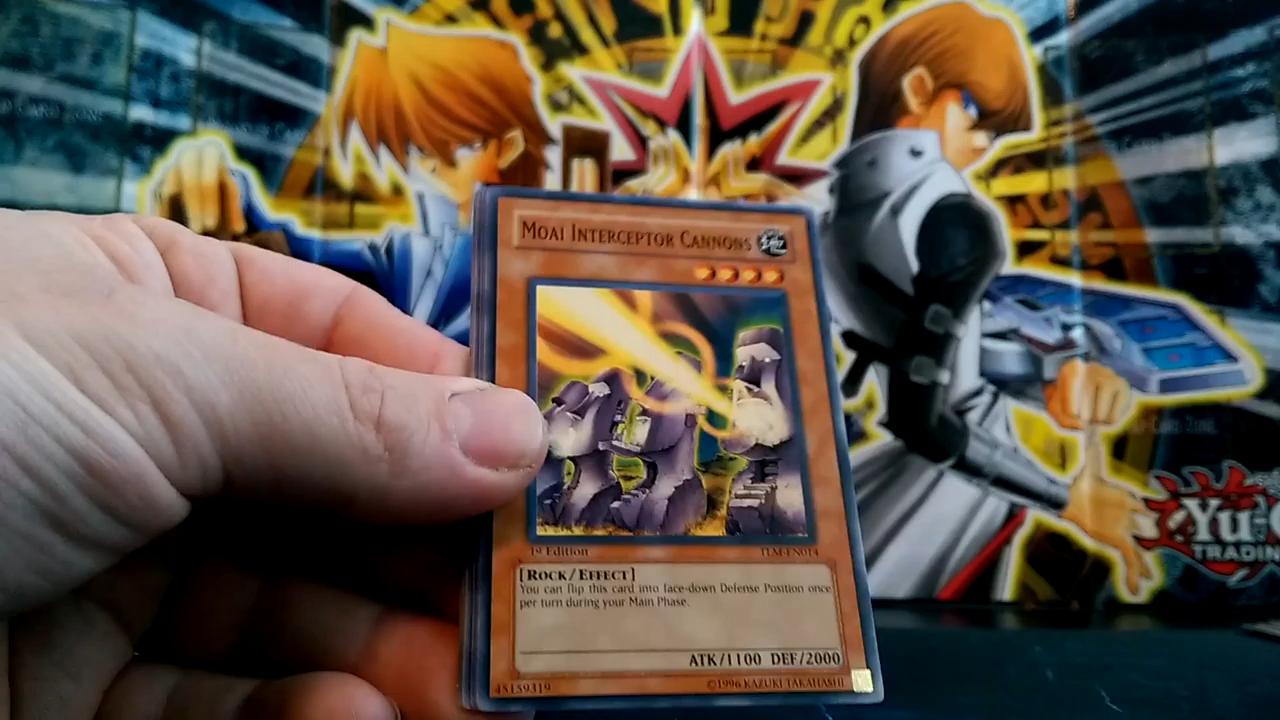 MOAI INTERCEPTOR CANNONS
1st Edition
TLM-EN014
[ROCK/EFFECT]
You can flip this card into face-down Defense Position once
per turn during your Main Phase.
ATK/1100 DEF/2000
45159319
©1996 KAZUKI TAKAHASHI
Yu-
TRADIN